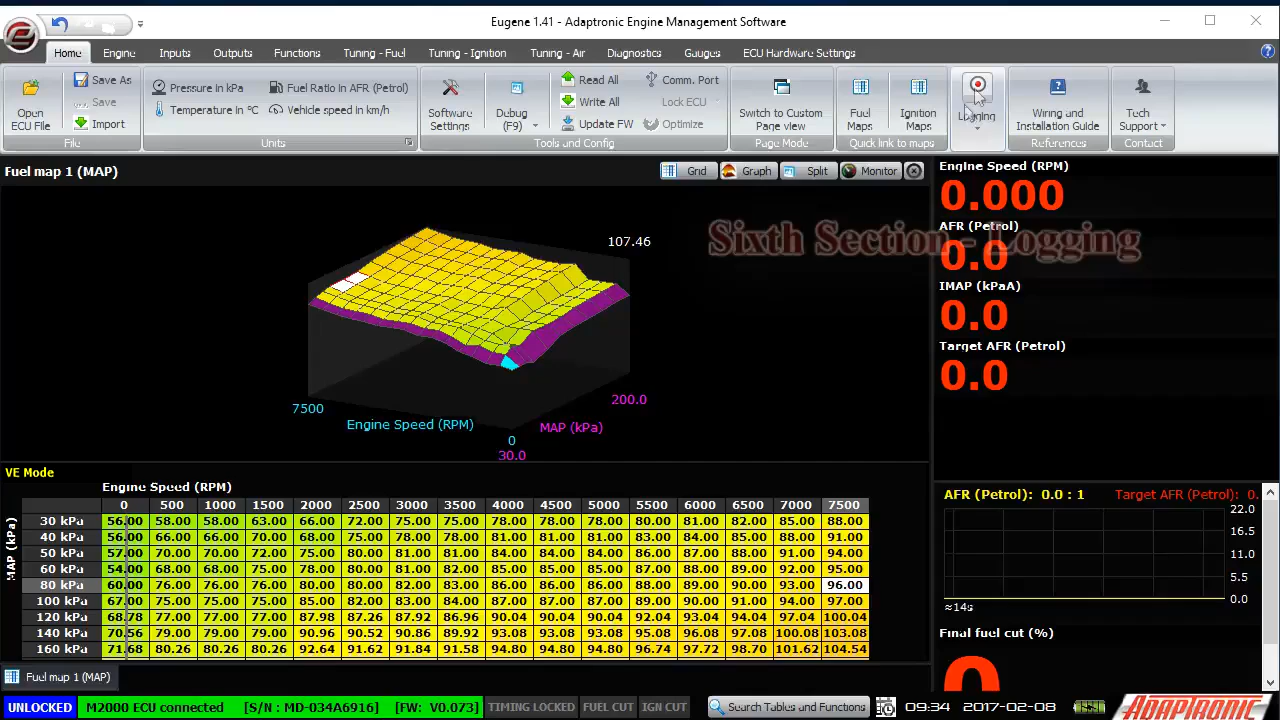 Eugene 1.41 - Adaptronic Engine Management Software
Home Engine Inputs Outputs Functions Tuning - Fuel Tuning - Ignition Tuning - Air Diagnostics Gauges ECU Hardware Settings
Open ECU File
Save As
Save
Import
File
Pressure in kPa
Temperature in ºC
Fuel Ratio in AFR (Petrol)
Vehicle speed in km/h
Units
Software Settings
Debug (F9)
Read All
Write All
Update FW
Comm. Port
Lock ECU
Optimize
Tools and Config
Switch to Custom Page view
Page Mode
Fuel Maps
Ignition Maps
Quick link to maps
Logging
Wiring and Installation Guide
References
Tech Support
Contact
Fuel map 1 (MAP)
Grid Graph Split Monitor
Sixth Section - Logging
107.46
7500
Engine Speed (RPM)
0
30.0
MAP (kPa)
200.0
Engine Speed (RPM)
0.000
AFR (Petrol)
0.0
IMAP (kPaA)
0.0
Target AFR (Petrol)
0.0
VE Mode
Engine Speed (RPM)
MAP (kPa)
0 500 1000 1500 2000 2500 3000 3500 4000 4500 5000 5500 6000 6500 7000 7500
30 kPa 56.00 58.00 58.00 63.00 66.00 72.00 75.00 75.00 78.00 78.00 78.00 80.00 81.00 82.00 85.00 88.00
40 kPa 56.00 66.00 66.00 70.00 68.00 75.00 78.00 78.00 81.00 81.00 81.00 83.00 84.00 85.00 88.00 91.00
50 kPa 57.00 70.00 70.00 72.00 75.00 80.00 81.00 81.00 84.00 84.00 84.00 86.00 87.00 88.00 91.00 94.00
60 kPa 54.00 68.00 68.00 75.00 78.00 80.00 81.00 82.00 85.00 85.00 85.00 87.00 88.00 89.00 92.00 95.00
80 kPa 60.00 76.00 76.00 76.00 80.00 80.00 82.00 83.00 86.00 86.00 86.00 88.00 89.00 90.00 93.00 96.00
100 kPa 67.00 75.00 75.00 75.00 85.00 82.00 83.00 84.00 87.00 87.00 87.00 89.00 90.00 91.00 94.00 97.00
120 kPa 68.78 77.00 77.00 77.00 87.98 87.26 87.92 86.96 90.04 90.04 90.04 92.04 93.04 94.04 97.04 100.04
140 kPa 70.56 79.00 79.00 79.00 90.96 90.52 90.86 89.92 93.08 93.08 93.08 95.08 96.08 97.08 100.08 103.08
160 kPa 71.68 80.26 80.26 80.26 92.64 91.62 91.84 91.58 94.80 94.80 94.80 96.74 97.72 98.70 101.62 104.54
AFR (Petrol): 0.0 : 1 Target AFR (Petrol): 0.
22.0
16.5
11.0
5.5
0.0
≈14s
Final fuel cut (%)
0
Fuel map 1 (MAP)
UNLOCKED M2000 ECU connected [S/N : MD-034A6916] [FW: V0.073] TIMING LOCKED FUEL CUT IGN CUT Search Tables and Functions 09:34 2017-02-08 ADAPTRONIC